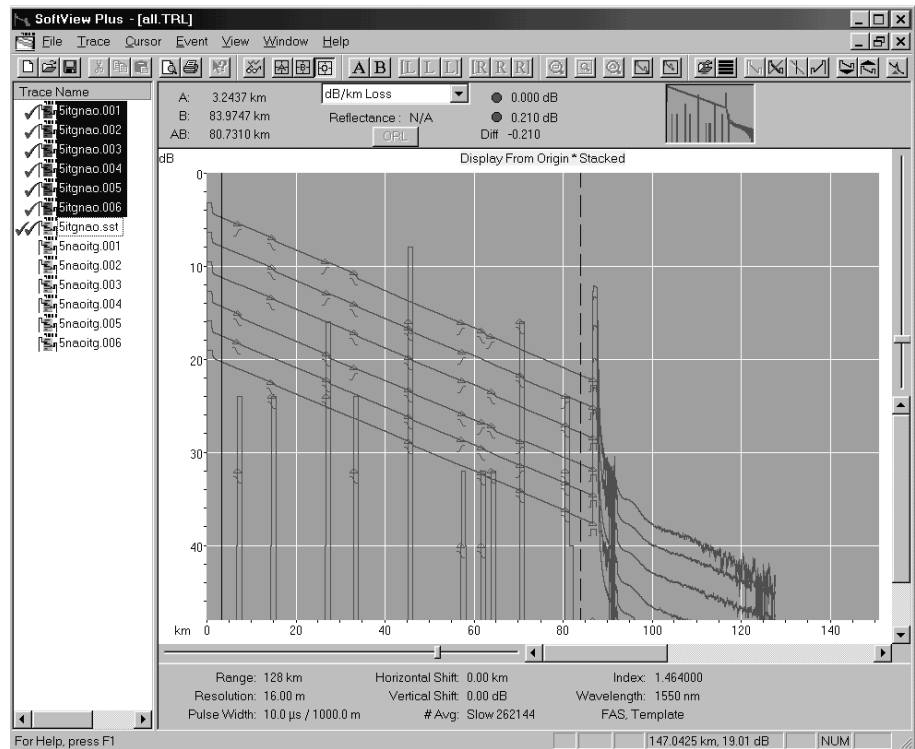 SoftView Plus - [all.TRL]
File Trace Cursor Event View Window Help
A B L L L R R R
Trace Name
5itgnao.001
5itgnao.002
5itgnao.003
5itgnao.004
5itgnao.005
5itgnao.006
5itgnao.sst
5naoitg.001
5naoitg.002
5naoitg.003
5naoitg.004
5naoitg.005
5naoitg.006
A: 3.2437 km
B: 83.9747 km
AB: 80.7310 km
dB/km Loss
Reflectance : N/A
ORL
0.000 dB
0.210 dB
Diff -0.210
dB
Display From Origin * Stacked
0
10
20
30
40
km 0 20 40 60 80 100 120 140
Range: 128 km
Resolution: 16.00 m
Pulse Width: 10.0 µs / 1000.0 m
Horizontal Shift: 0.00 km
Vertical Shift: 0.00 dB
# Avg: Slow 262144
Index: 1.464000
Wavelength: 1550 nm
FAS, Template
For Help, press F1
147.0425 km, 19.01 dB
NUM